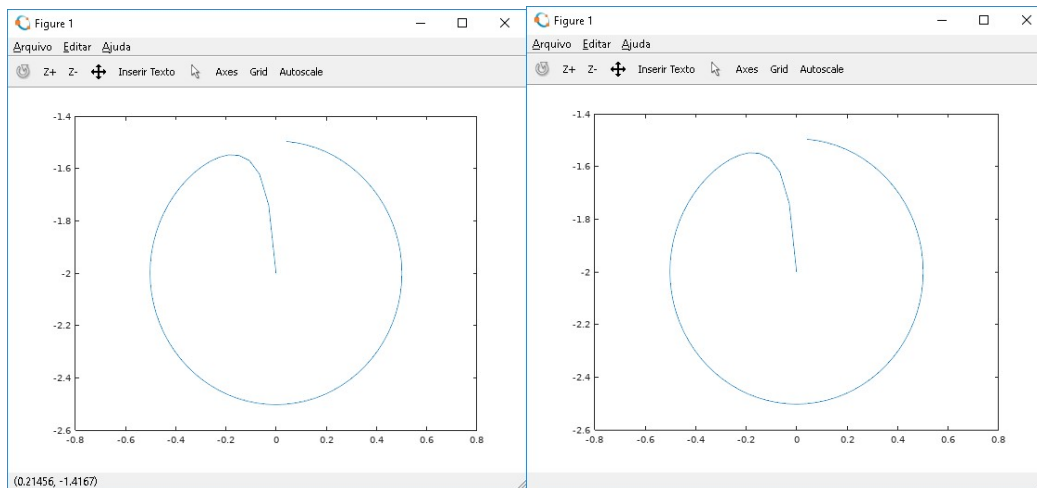 Figure 1
Arquivo Editar Ajuda
Z+ Z- Inserir Texto Axes Grid Autoscale
-1.4
-1.6
-1.8
-2
-2.2
-2.4
-2.6
-0.8 -0.6 -0.4 -0.2 0 0.2 0.4 0.6 0.8
(0.21456, -1.4167)
Figure 1
Arquivo Editar Ajuda
Z+ Z- Inserir Texto Axes Grid Autoscale
-1.4
-1.6
-1.8
-2
-2.2
-2.4
-2.6
-0.8 -0.6 -0.4 -0.2 0 0.2 0.4 0.6 0.8